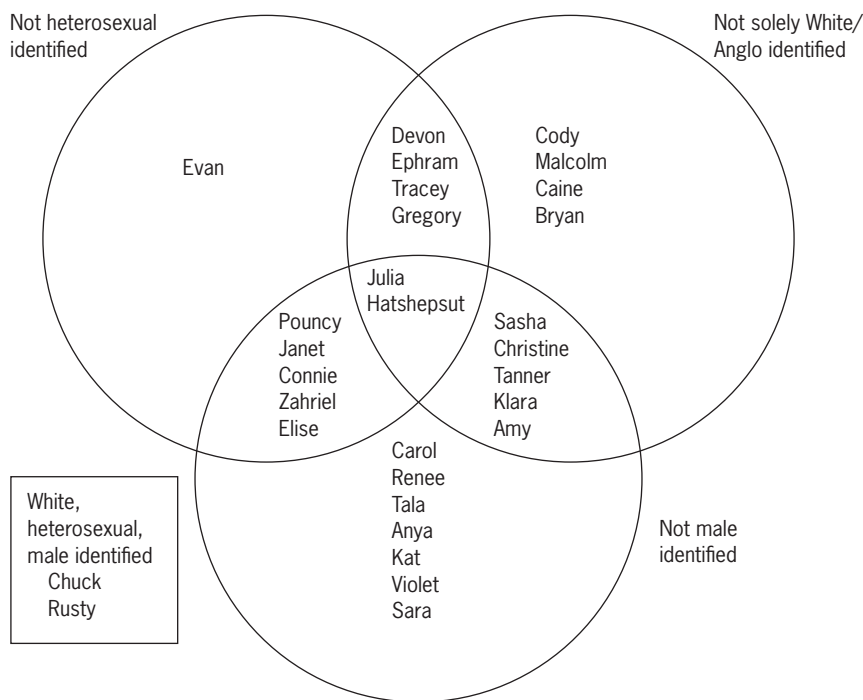 Not heterosexual
identified
Not solely White/
Anglo identified
Evan
Devon
Ephram
Tracey
Gregory
Cody
Malcolm
Caine
Bryan
Julia
Hatshepsut
Pouncy
Janet
Connie
Zahriel
Elise
Sasha
Christine
Tanner
Klara
Amy
Carol
Renee
Tala
Anya
Kat
Violet
Sara
White,
heterosexual,
male identified
Chuck
Rusty
Not male
identified